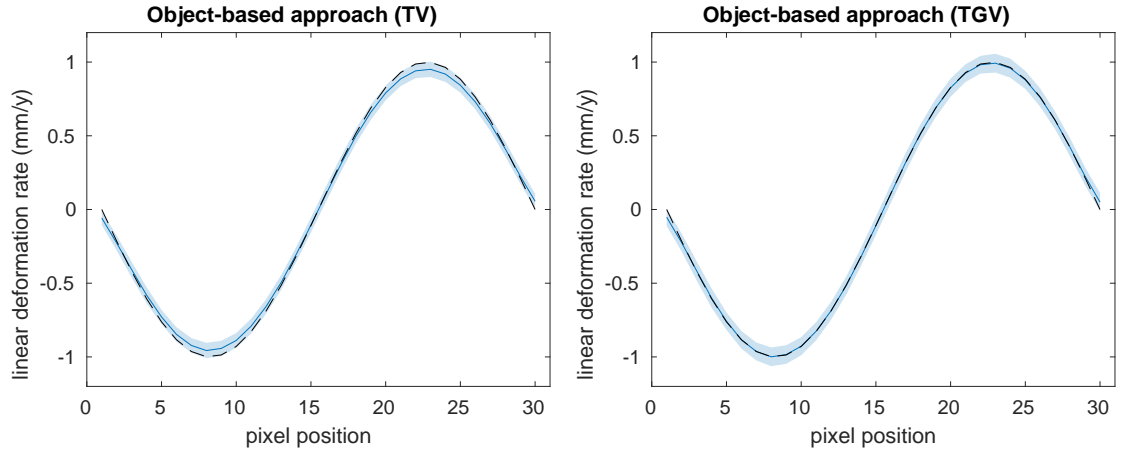 Object-based approach (TV)
1
0.5
0
-0.5
-1
linear deformation rate (mm/y)
0 5 10 15 20 25 30
pixel position
Object-based approach (TGV)
1
0.5
0
-0.5
-1
linear deformation rate (mm/y)
0 5 10 15 20 25 30
pixel position